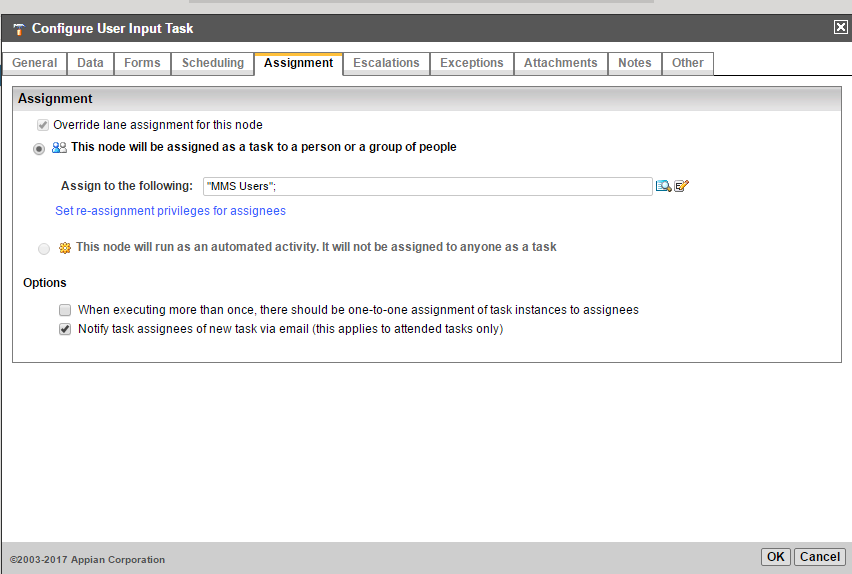 Configure User Input Task
General Data Forms Scheduling Assignment Escalations Exceptions Attachments Notes Other
Assignment
Override lane assignment for this node
This node will be assigned as a task to a person or a group of people
Assign to the following: "MMS Users";
Set re-assignment privileges for assignees
This node will run as an automated activity. It will not be assigned to anyone as a task
Options
When executing more than once, there should be one-to-one assignment of task instances to assignees
Notify task assignees of new task via email (this applies to attended tasks only)
©2003-2017 Appian Corporation
OK Cancel